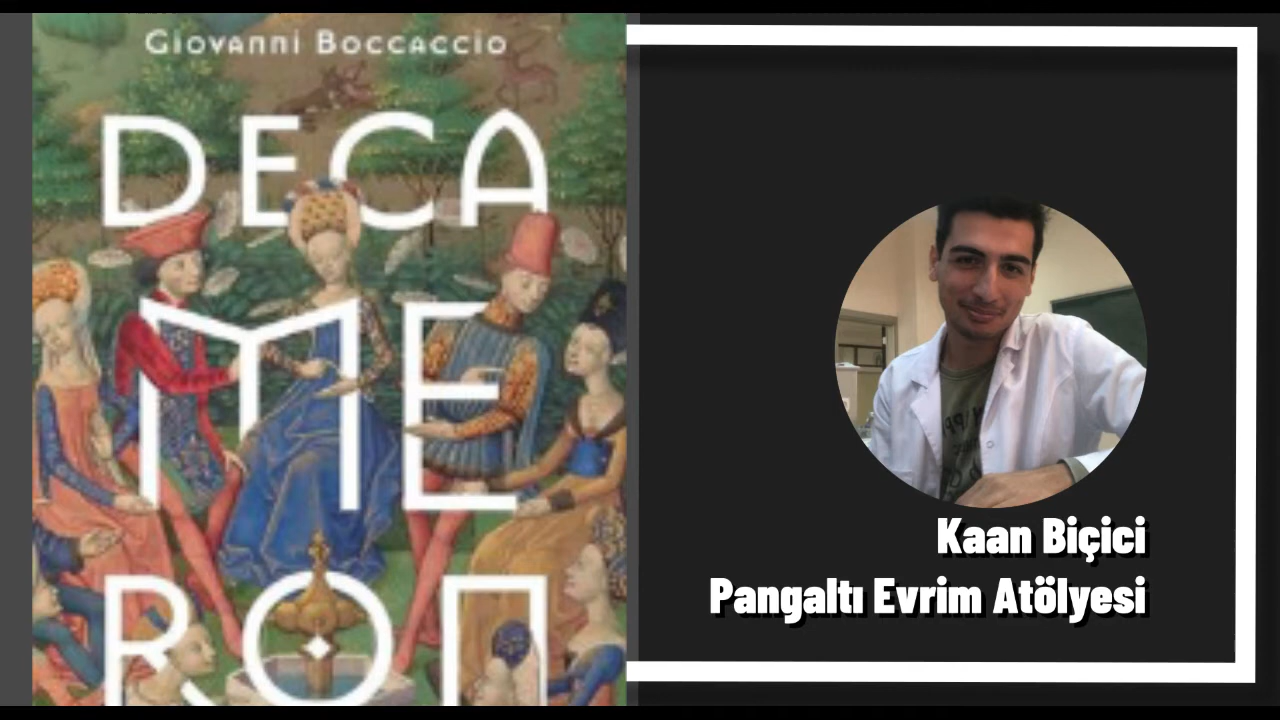 Giovanni Boccaccio
DECA
ME
RON
Kaan Biçici
Pangaltı Evrim Atölyesi